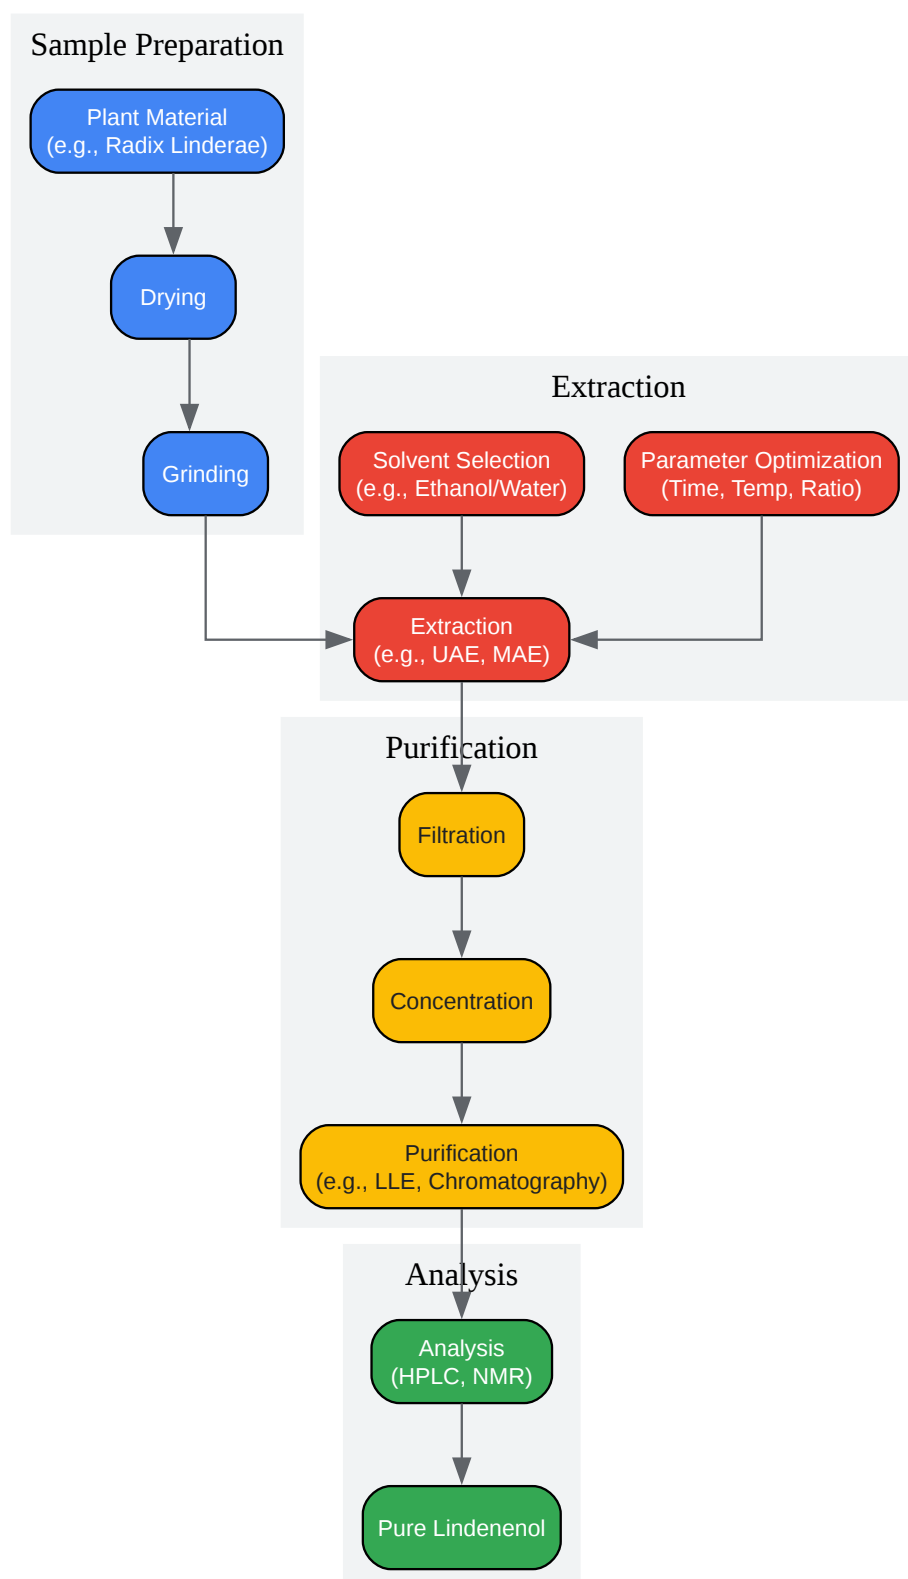 Sample Preparation
Plant Material
(e.g., Radix Linderae)
Drying
Grinding
Extraction
Solvent Selection
(e.g., Ethanol/Water)
Parameter Optimization
(Time, Temp, Ratio)
Extraction
(e.g., UAE, MAE)
Purification
Filtration
Concentration
Purification
(e.g., LLE, Chromatography)
Analysis
Analysis
(HPLC, NMR)
Pure Lindenenol